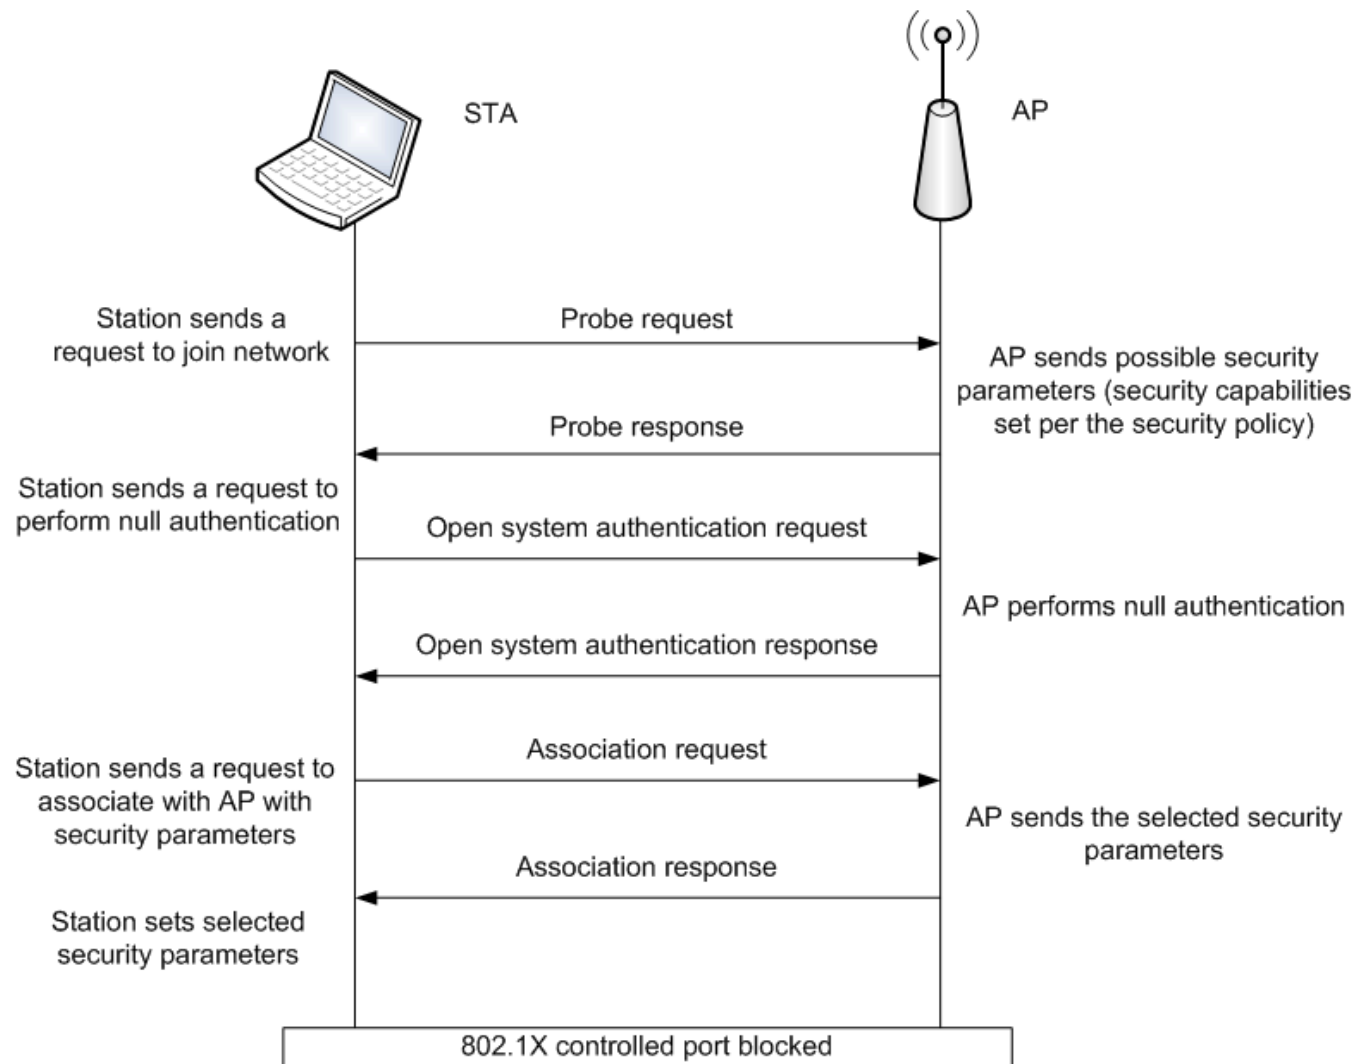 STA
AP
Station sends a
request to join network
Probe request
AP sends possible security
parameters (security capabilities
set per the security policy)
Probe response
Station sends a request to
perform null authentication
Open system authentication request
AP performs null authentication
Open system authentication response
Association request
Station sends a request to
associate with AP with
security parameters
AP sends the selected security
parameters
Association response
Station sets selected
security parameters
802.1X controlled port blocked